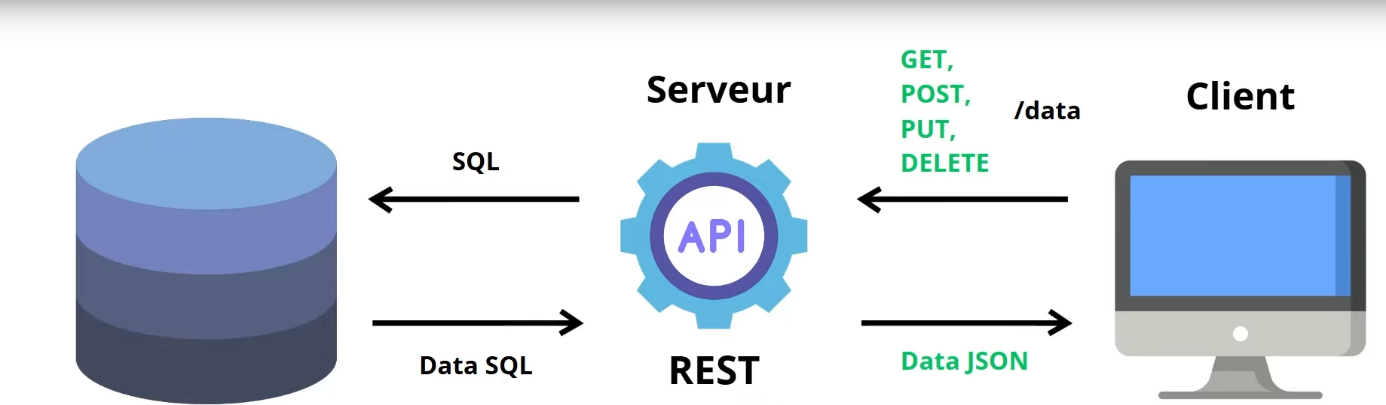 Serveur
GET,
POST,
PUT,
DELETE
/data
Client
SQL
API
Data SQL
REST
Data JSON